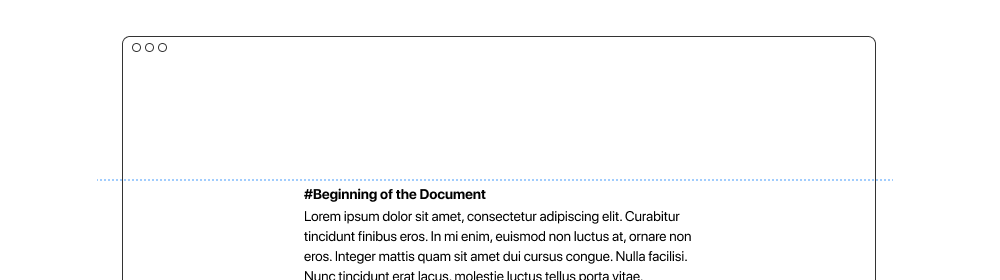 #Beginning of the Document
Lorem ipsum dolor sit amet, consectetur adipiscing elit. Curabitur
tincidunt finibus eros. In mi enim, euismod non luctus at, ornare non
eros. Integer mattis quam sit amet dui cursus congue. Nulla facilisi.
Nunc tincidunt erat lacus, molestie luctus tellus porta vitae.